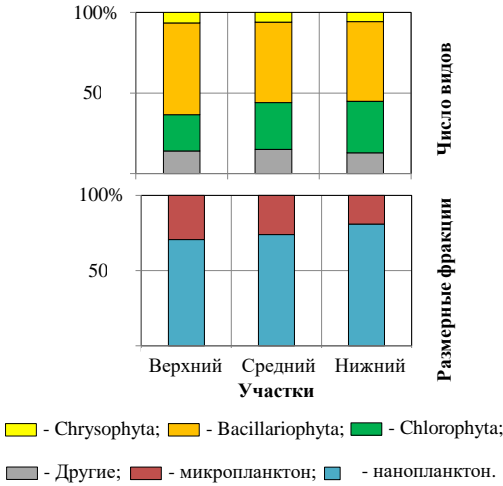 100%
50
Число видов
100%
50
Размерные фракции
Верхний Средний Нижний
Участки
- Chrysophyta; - Bacillariophyta; - Chlorophyta;
- Другие; - микропланктон; - нанопланктон.